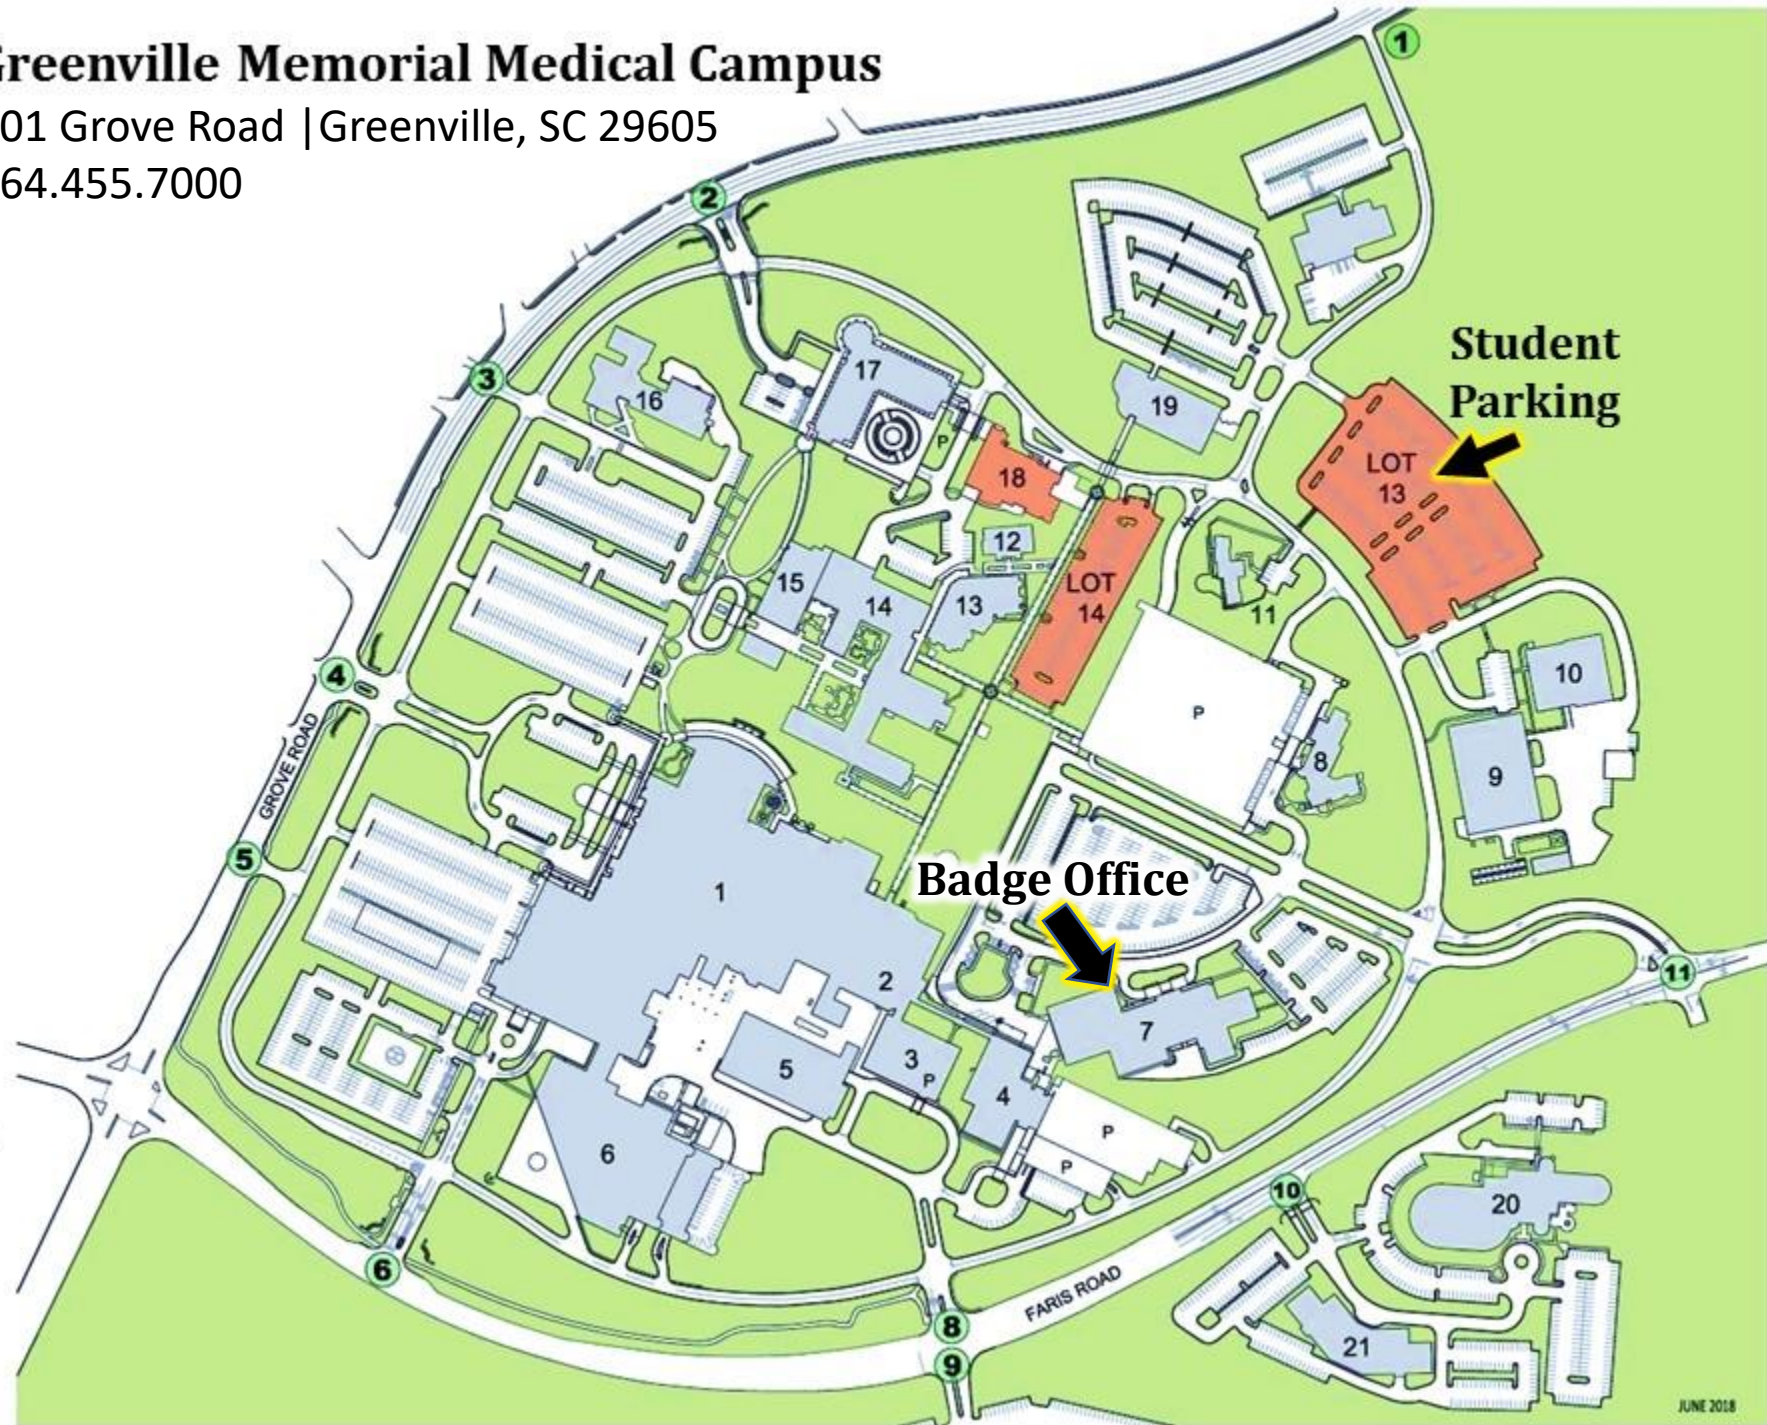 Greenville Memorial Medical Campus
01 Grove Road |Greenville, SC 29605
64.455.7000
1
2
3
4
5
6
8
9
10
11
Student
Parking
LOT
13
LOT
14
17
16
19
18
P
12
15
14
13
11
10
P
8
9
GROVE ROAD
Badge Office
1
2
7
3
P
5
4
P
P
6
20
21
FARIS ROAD
JUNE 2018